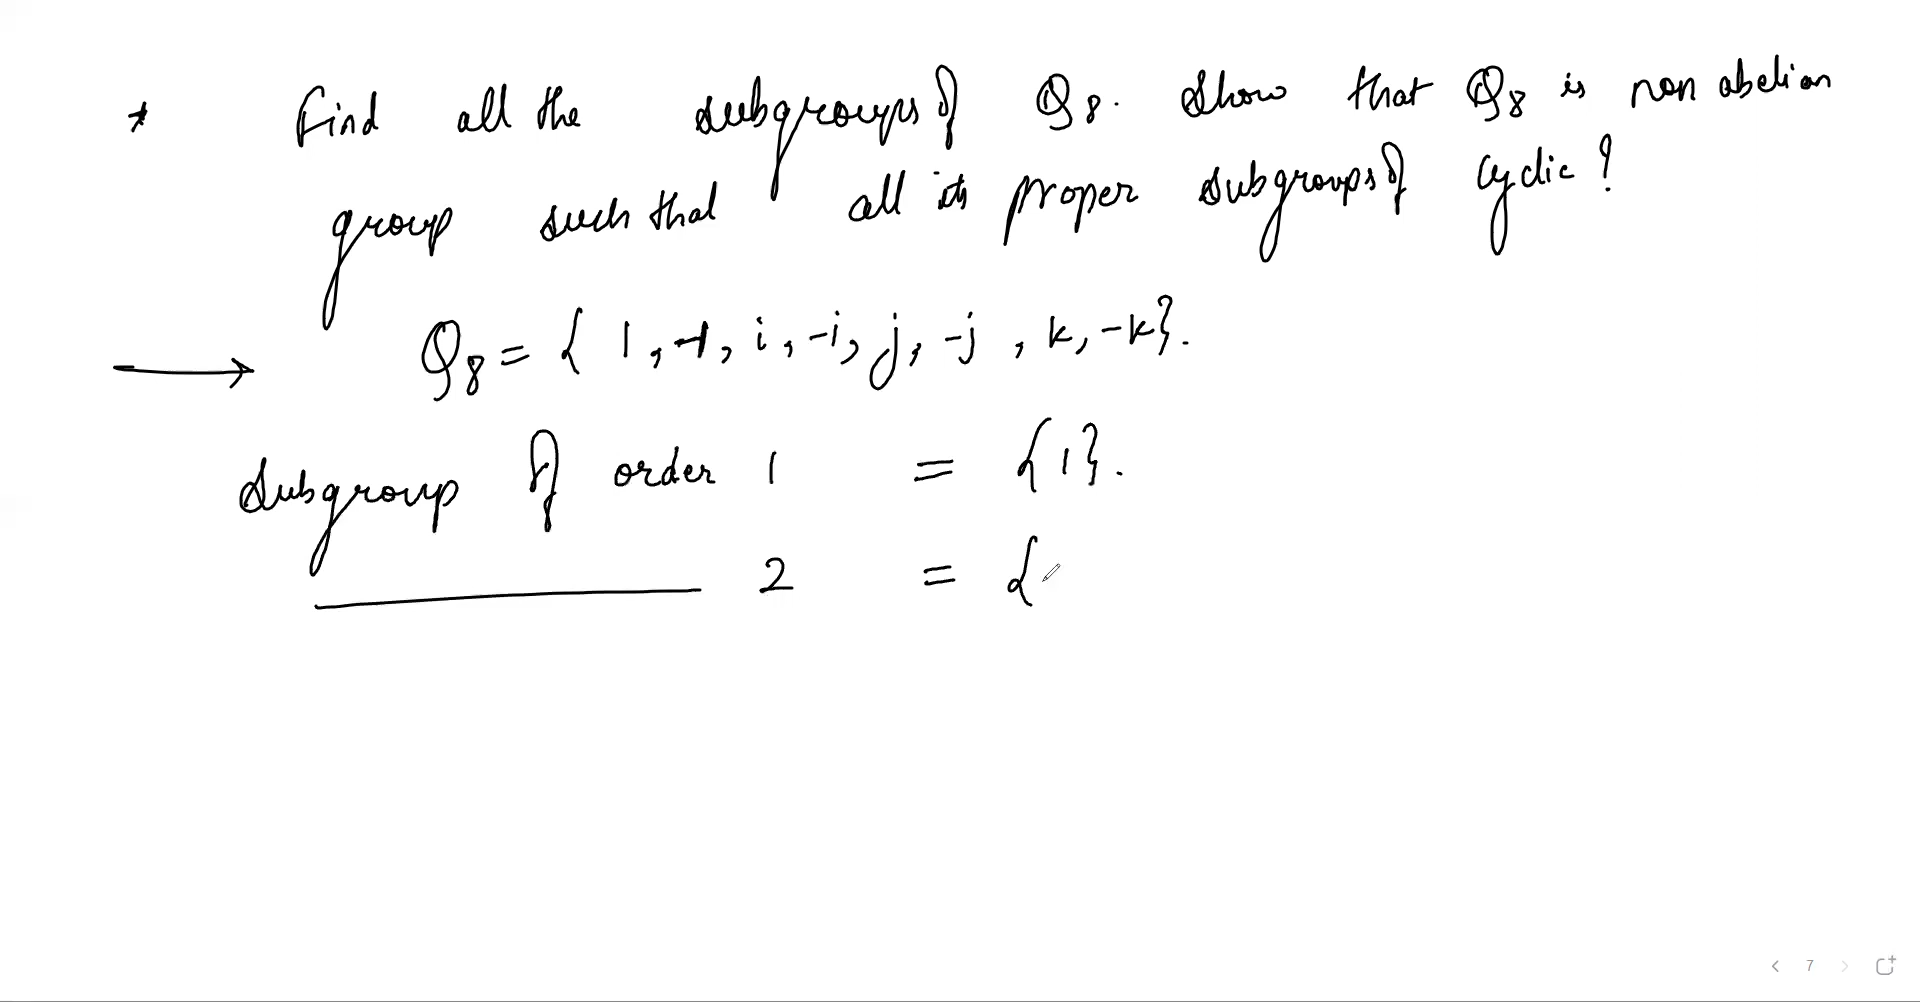 * Find all the subgroups of Q8. Show that Q8 is non abelian
group such that all its proper subgroups of cyclic?
→ Q8 = { 1, -1, i, -i, j, -j, k, -k}.
Subgroup of order 1 = {1}.
2 = {
7